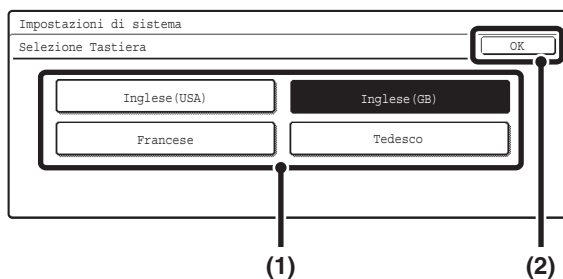 Impostazioni di sistema
Selezione Tastiera
OK
Inglese(USA)
Inglese(GB)
Francese
Tedesco
(1)
(2)